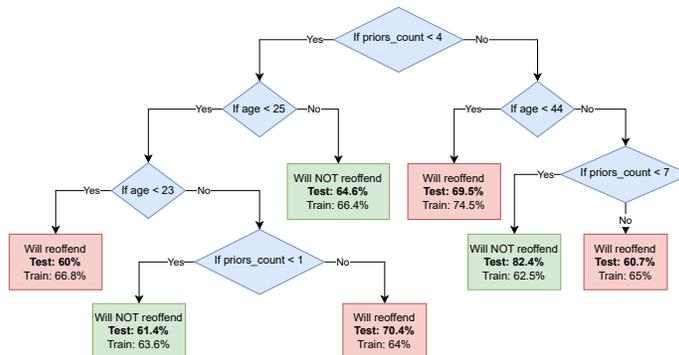 If priors_count < 4
Yes
No
If age < 25
If age < 44
Yes
No
Yes
No
If age < 23
Will NOT reoffend
Test: 64.6%
Train: 66.4%
Will reoffend
Test: 69.5%
Train: 74.5%
If priors_count < 7
Yes
No
Yes
No
Will reoffend
Test: 60%
Train: 66.8%
If priors_count < 1
Will NOT reoffend
Test: 82.4%
Train: 62.5%
Will reoffend
Test: 60.7%
Train: 65%
Yes
No
Will NOT reoffend
Test: 61.4%
Train: 63.6%
Will reoffend
Test: 70.4%
Train: 64%